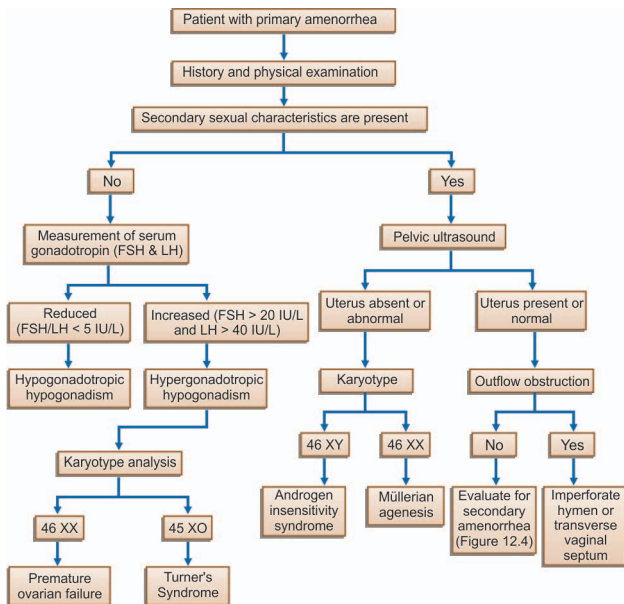 Patient with primary amenorrhea
History and physical examination
Secondary sexual characteristics are present
No
Yes
Measurement of serum
gonadotropin (FSH & LH)
Pelvic ultrasound
Reduced
(FSH/LH < 5 IU/L)
Increased (FSH > 20 IU/L
and LH > 40 IU/L)
Uterus absent or
abnormal
Uterus present or
normal
Hypogonadotropic
hypogonadism
Hypergonadotropic
hypogonadism
Karyotype
Outflow obstruction
Karyotype analysis
46 XY
46 XX
No
Yes
46 XX
45 XO
Androgen
insensitivity
syndrome
Müllerian
agenesis
Evaluate for
secondary
amenorrhea
(Figure 12.4)
Imperforate
hymen or
transverse
vaginal
septum
Premature
ovarian failure
Turner's
Syndrome